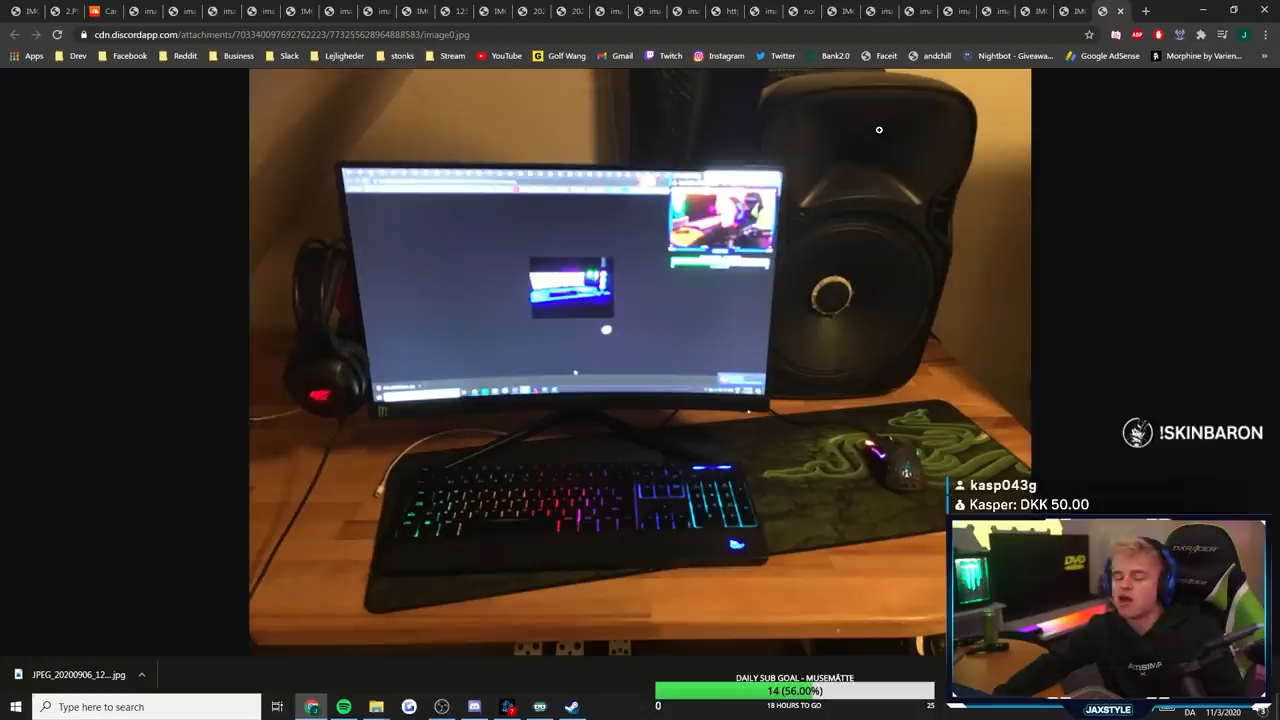 cdn.discordapp.com/attachments/703340097692762223/773255628964888583/image0.jpg
Apps Drev Facebook Reddit Business Slack Lejligheder stonks Stream YouTube Golf Wang Gmail Twitch Instagram Twitter Bank2.0 Faceit andchill Nightbot - Giveawa... Google AdSense Morphine by Varien...
!SKINBARON
kasp043g
Kasper: DKK 50.00
DVD
DXRACER
JAXSTYLE
JPEG_20200906_12....jpg
DAILY SUB GOAL - MUSEMÅTTE
14 (56.00%)
0 18 HOURS TO GO 25
Type here to search
DA 11/3/2020